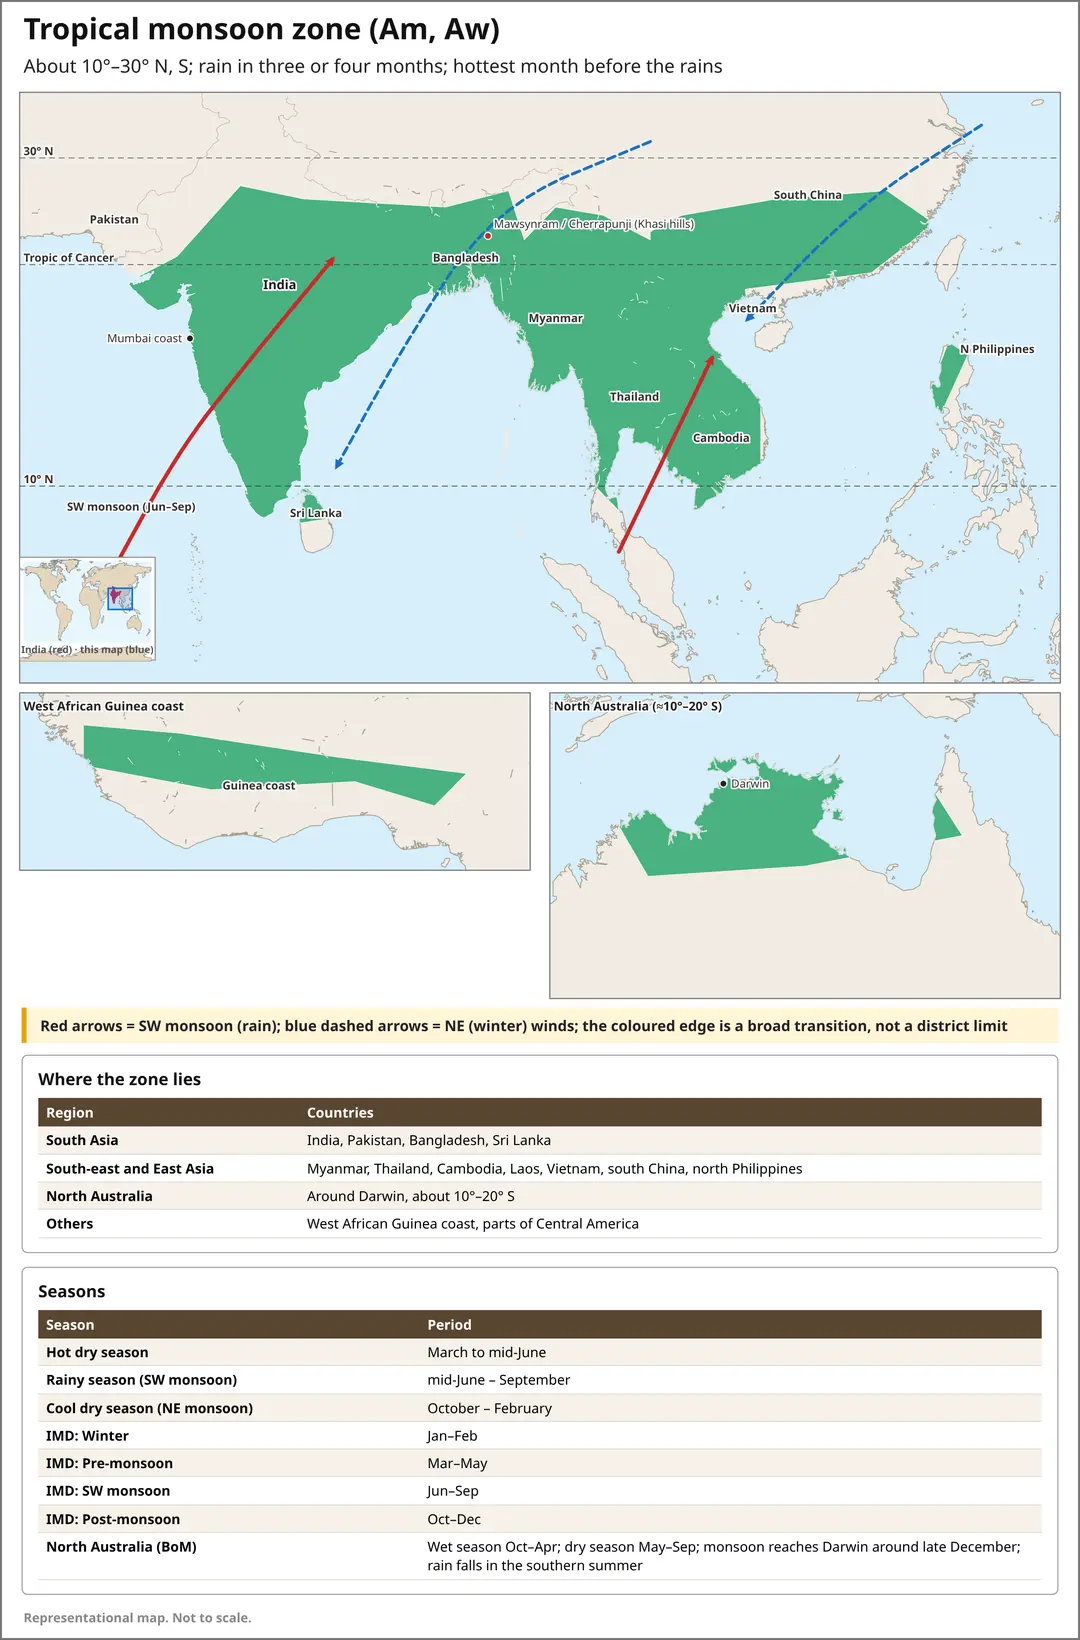 Tropical monsoon zone (Am, Aw)
About 10°–30° N, S; rain in three or four months; hottest month before the rains
30° N
South China
Pakistan
Mawsynram / Cherrapunji (Khasi hills)
Tropic of Cancer
Bangladesh
India
Vietnam
Myanmar
Mumbai coast
N Philippines
Thailand
Cambodia
10° N
SW monsoon (Jun–Sep)
Sri Lanka
India (red) · this map (blue)
West African Guinea coast
Guinea coast
North Australia (≈10°–20° S)
Darwin
Red arrows = SW monsoon (rain); blue dashed arrows = NE (winter) winds; the coloured edge is a broad transition, not a district limit
Where the zone lies
Region Countries
South Asia India, Pakistan, Bangladesh, Sri Lanka
South-east and East Asia Myanmar, Thailand, Cambodia, Laos, Vietnam, south China, north Philippines
North Australia Around Darwin, about 10°–20° S
Others West African Guinea coast, parts of Central America
Seasons
Season Period
Hot dry season March to mid-June
Rainy season (SW monsoon) mid-June – September
Cool dry season (NE monsoon) October – February
IMD: Winter Jan–Feb
IMD: Pre-monsoon Mar–May
IMD: SW monsoon Jun–Sep
IMD: Post-monsoon Oct–Dec
North Australia (BoM) Wet season Oct–Apr; dry season May–Sep; monsoon reaches Darwin around late December;
rain falls in the southern summer
Representational map. Not to scale.